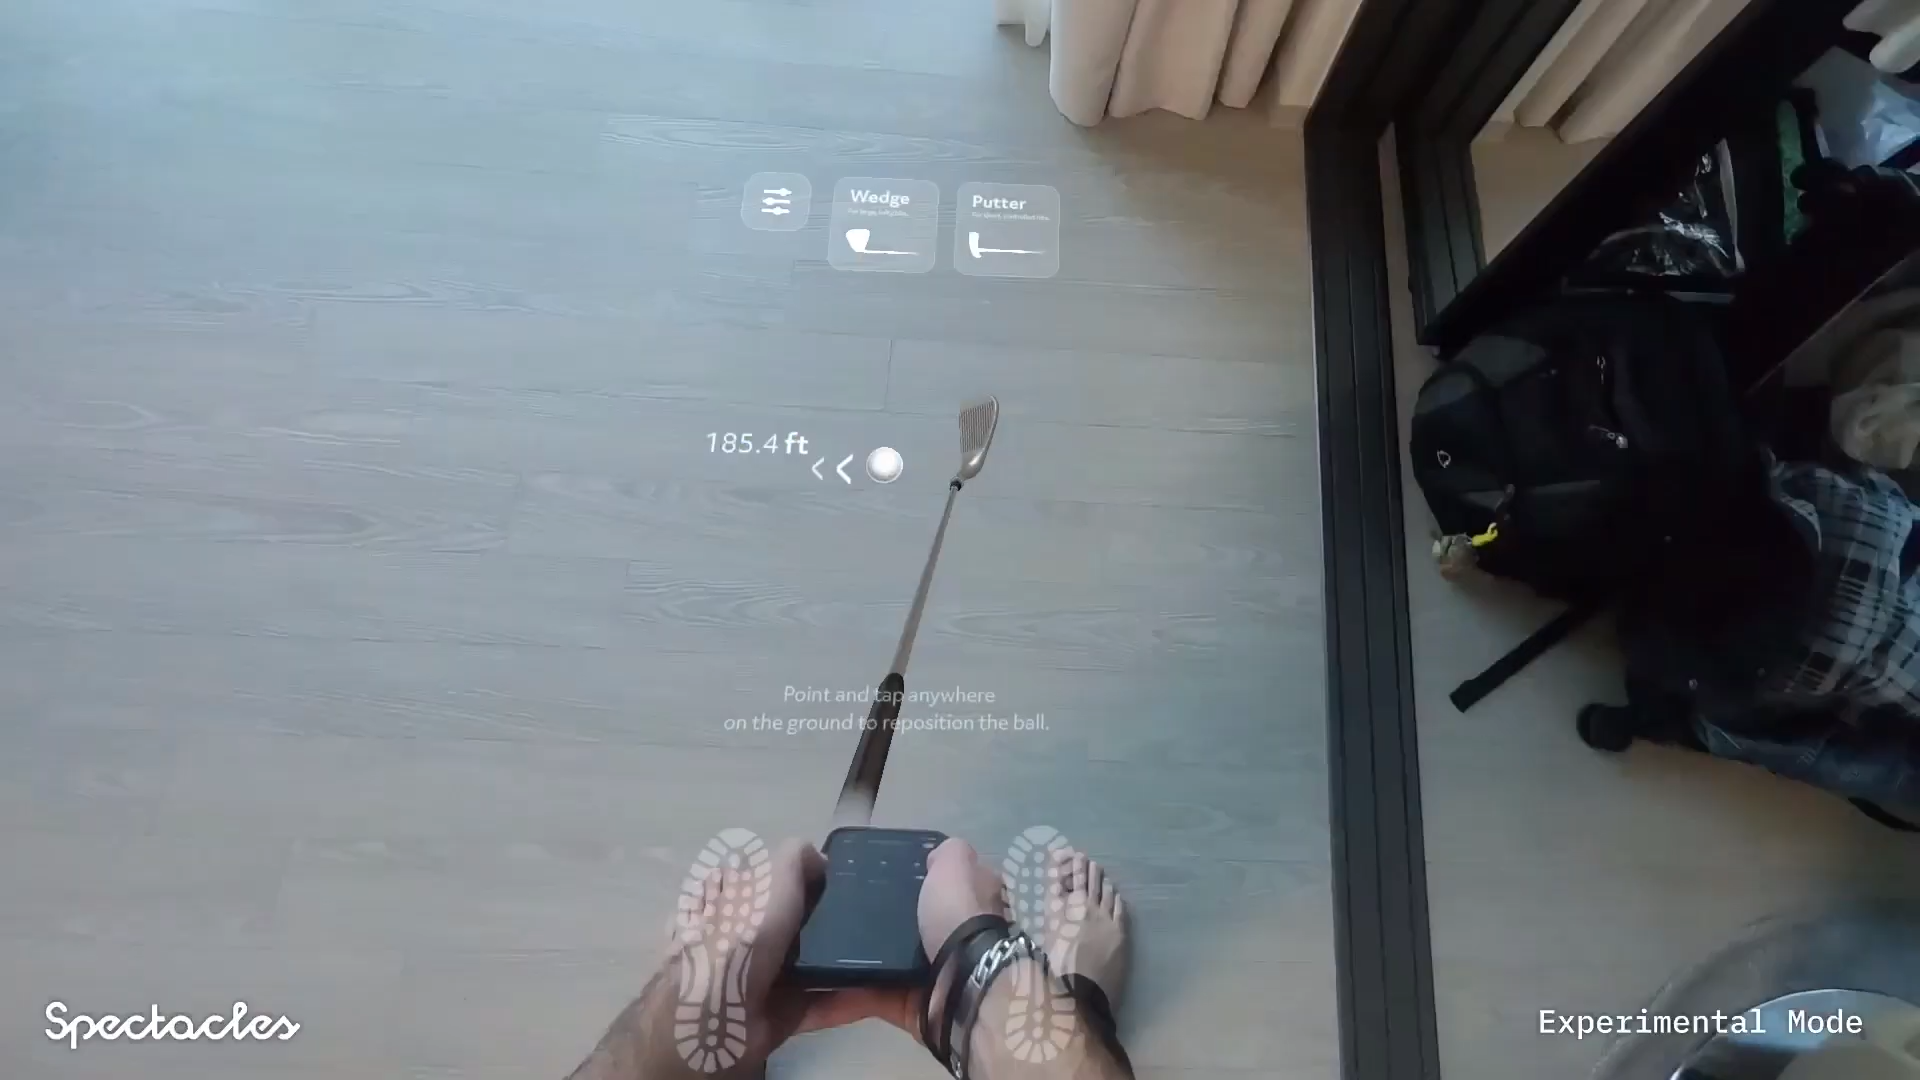 Wedge
Putter
185.4 ft
Point and tap anywhere
on the ground to reposition the ball.
Spectacles
Experimental Mode